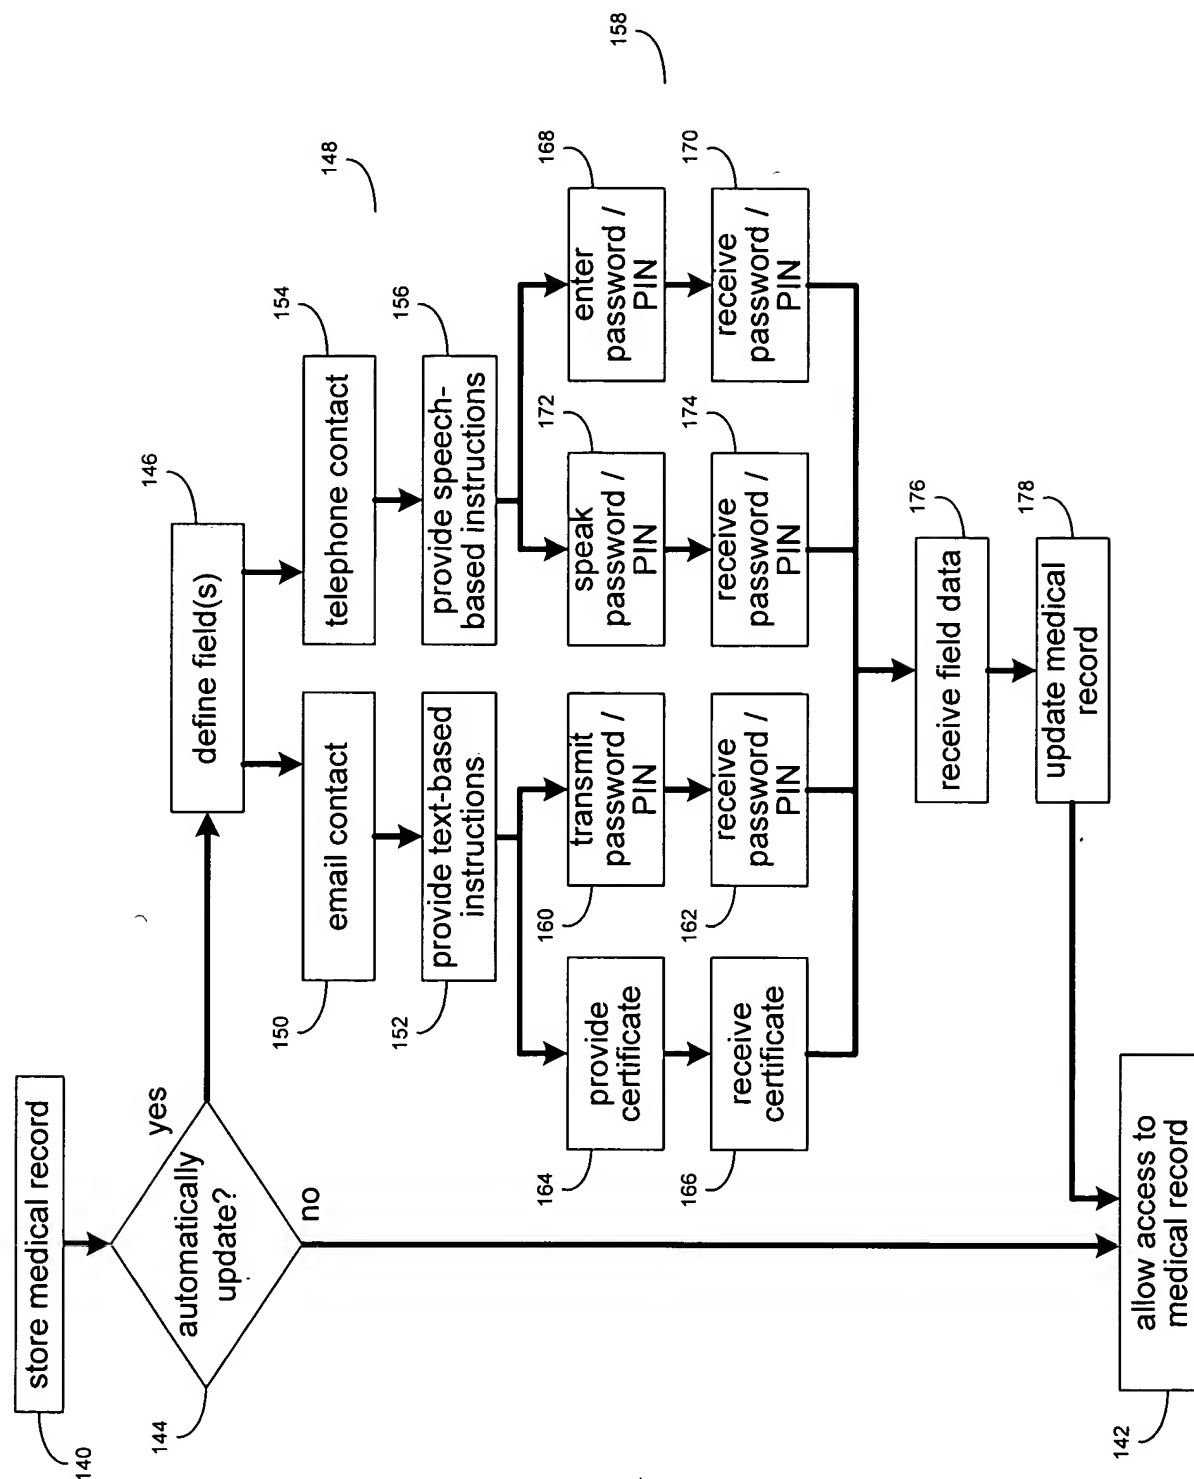 140
store medical record
144
automatically
update?
yes
no
146
define field(s)
148
150
email contact
154
telephone contact
152
provide text-based
instructions
156
provide speech-
based instructions
158
164
provide
certificate
160
transmit
password /
PIN
172
speak
password /
PIN
168
enter
password /
PIN
166
receive
certificate
162
receive
password /
PIN
174
receive
password /
PIN
170
receive
password /
PIN
176
receive field data
178
update medical
record
142
allow access to
medical record